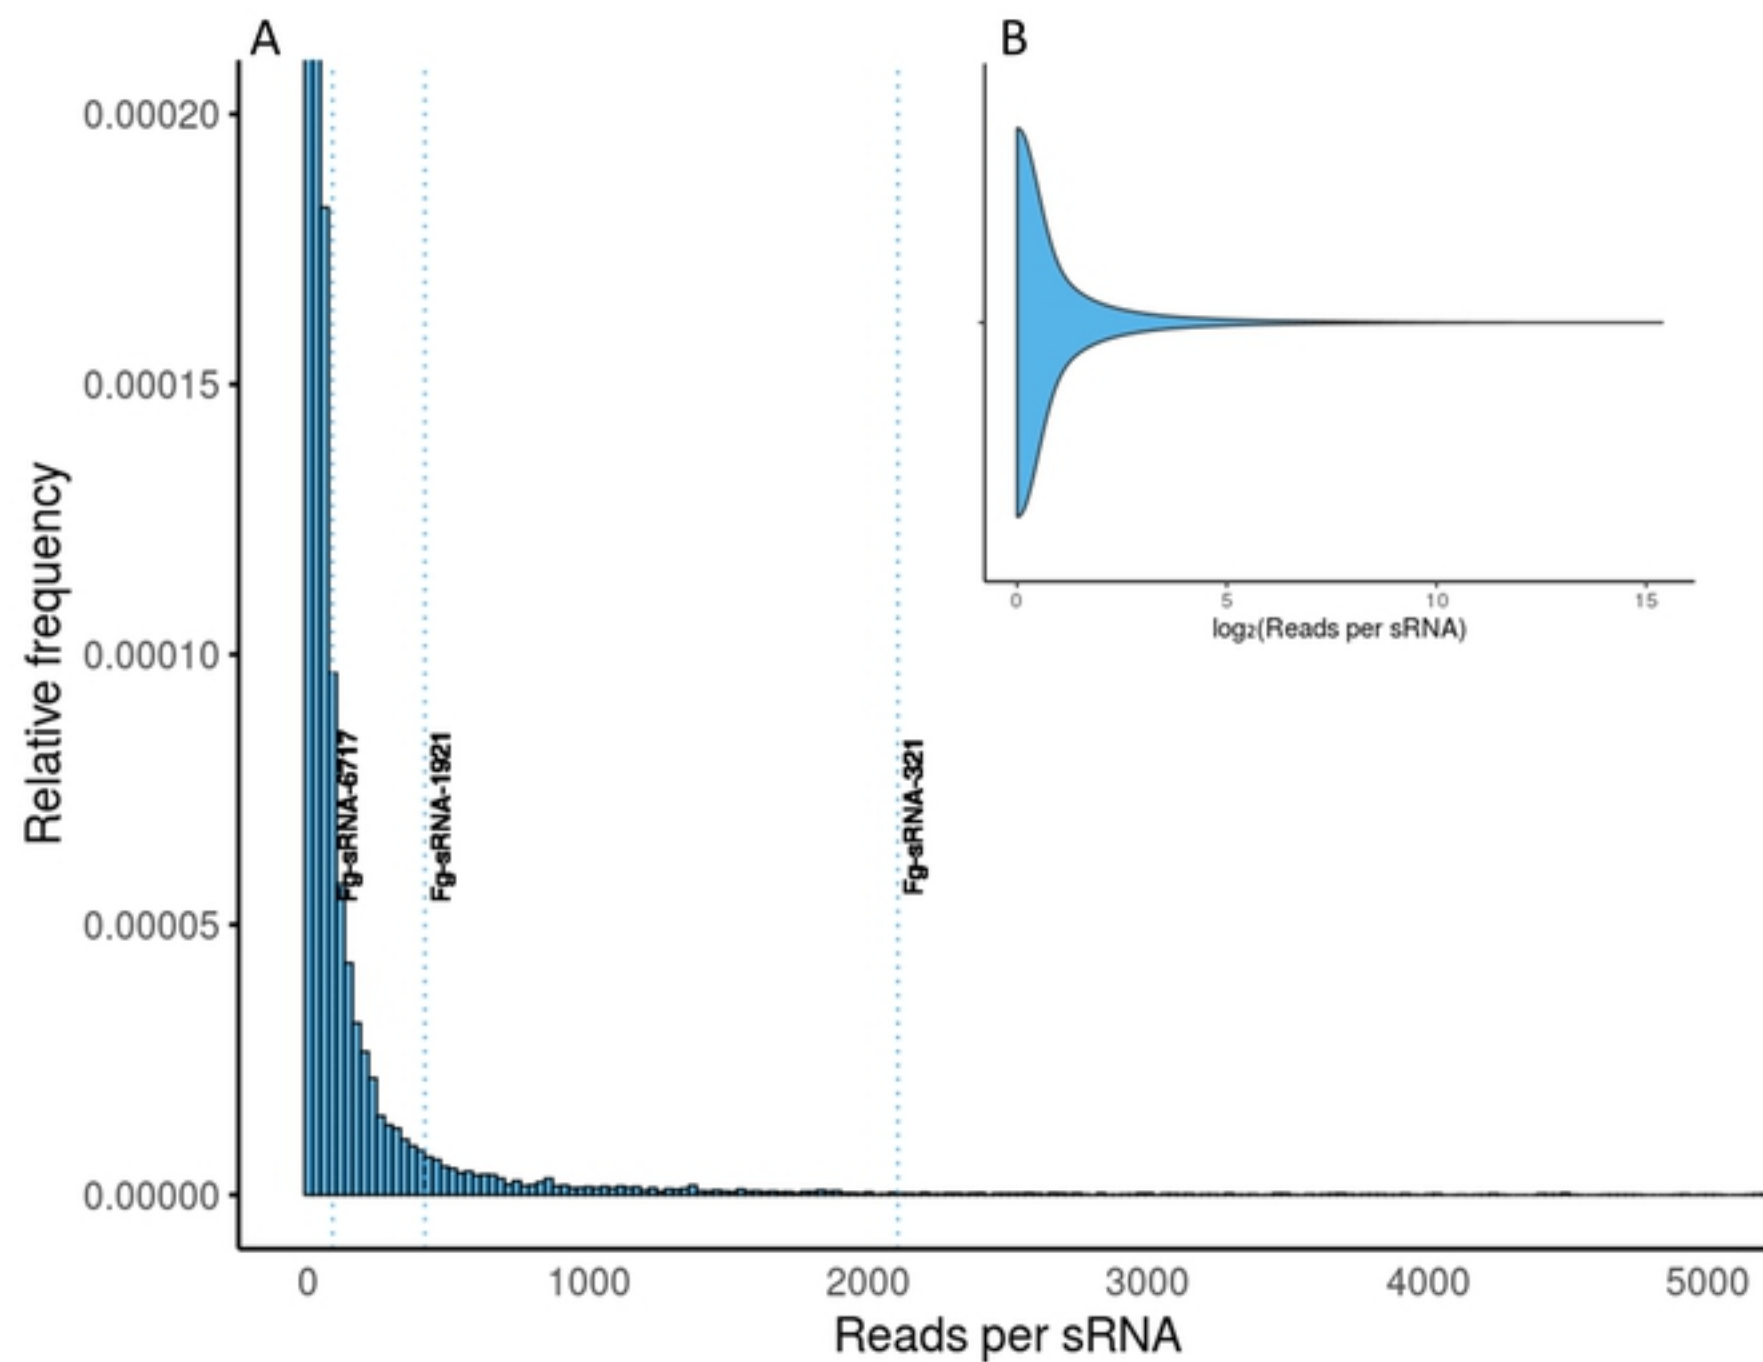 A
B
0.00020
0.00015
0.00010
0.00005
0.00000
Relative frequency
Fg-sRNA-6717
Fg-sRNA-1921
Fg-sRNA-321
0 1000 2000 3000 4000 5000
Reads per sRNA
0 5 10 15
log₂(Reads per sRNA)